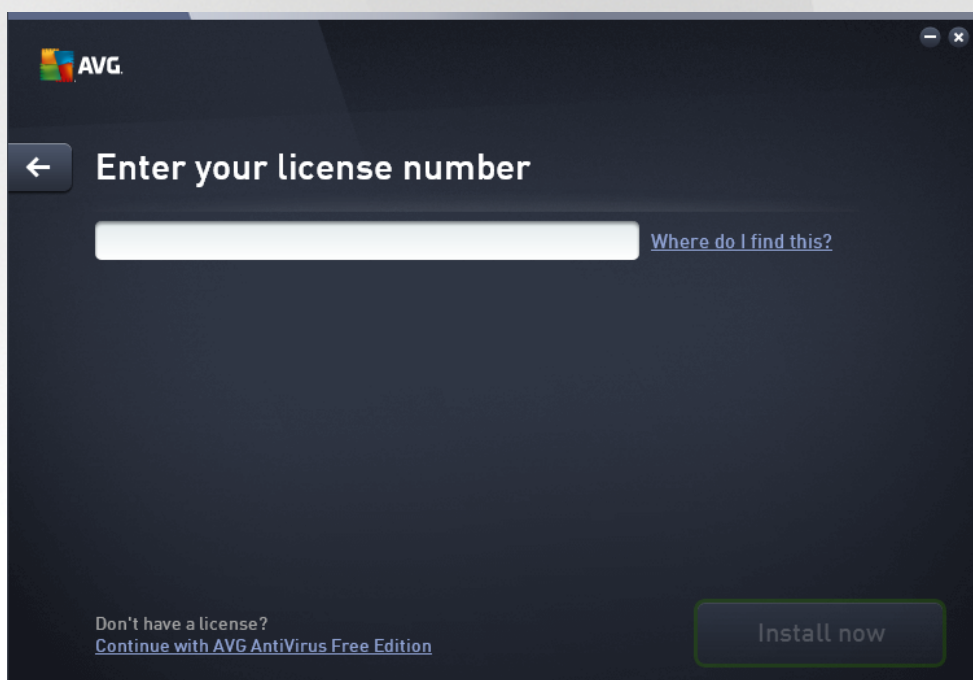 AVG.
Enter your license number
Where do I find this?
Don't have a license?
Continue with AVG AntiVirus Free Edition
Install now